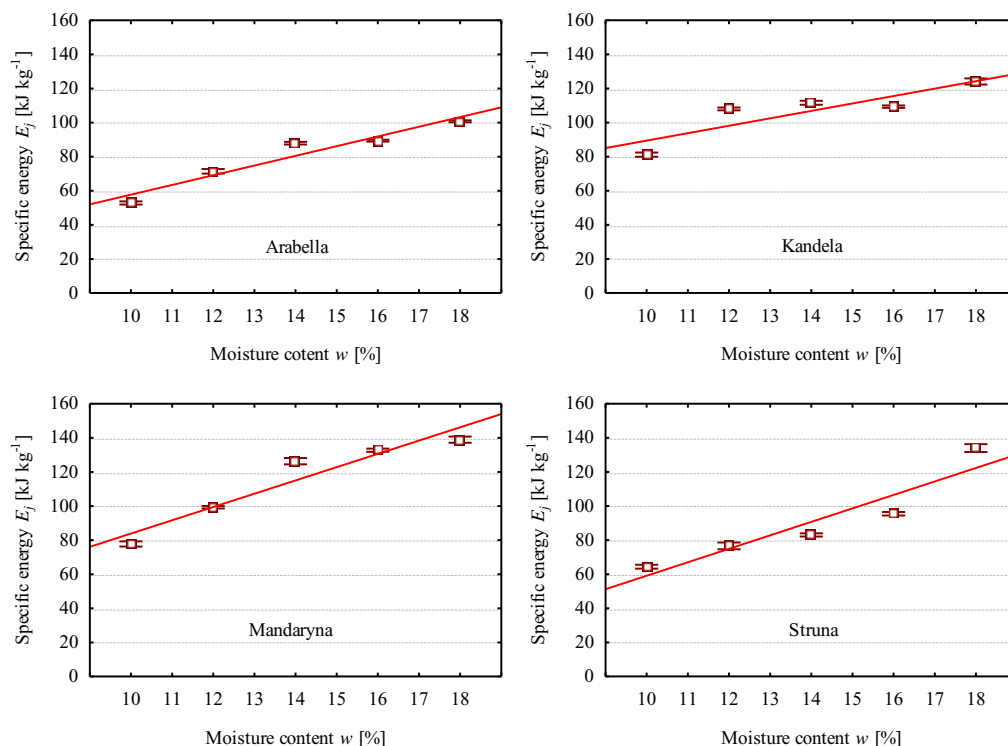 160
140
120
100
80
60
40
20
0
Specific energy E_j [kJ kg⁻¹]
Arabella
10 11 12 13 14 15 16 17 18
Moisture cotent w [%]
160
140
120
100
80
60
40
20
0
Specific energy E_j [kJ kg⁻¹]
Kandela
10 11 12 13 14 15 16 17 18
Moisture content w [%]
160
140
120
100
80
60
40
20
0
Specific energy E_j [kJ kg⁻¹]
Mandaryna
10 11 12 13 14 15 16 17 18
Moisture content w [%]
160
140
120
100
80
60
40
20
0
Specific energy E_j [kJ kg⁻¹]
Struna
10 11 12 13 14 15 16 17 18
Moisture content w [%]